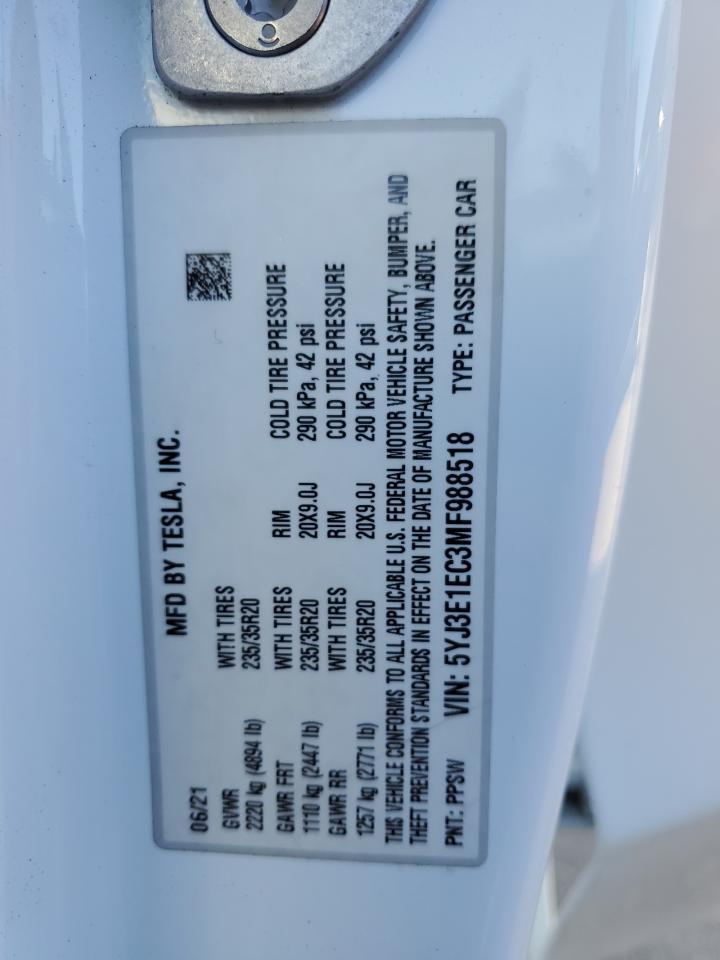 MFD BY TESLA, INC.
06/21
GVWR WITH TIRES
2220 kg (4894 lb) 235/35R20
GAWR FRT WITH TIRES RIM COLD TIRE PRESSURE
1110 kg (2447 lb) 235/35R20 20X9.0J 290 kPa, 42 psi
GAWR RR WITH TIRES RIM COLD TIRE PRESSURE
1257 kg (2771 lb) 235/35R20 20X9.0J 290 kPa, 42 psi
THIS VEHICLE CONFORMS TO ALL APPLICABLE U.S. FEDERAL MOTOR VEHICLE SAFETY, BUMPER, AND
THEFT PREVENTION STANDARDS IN EFFECT ON THE DATE OF MANUFACTURE SHOWN ABOVE.
PNT: PPSW VIN: 5YJ3E1EC3MF988518 TYPE: PASSENGER CAR